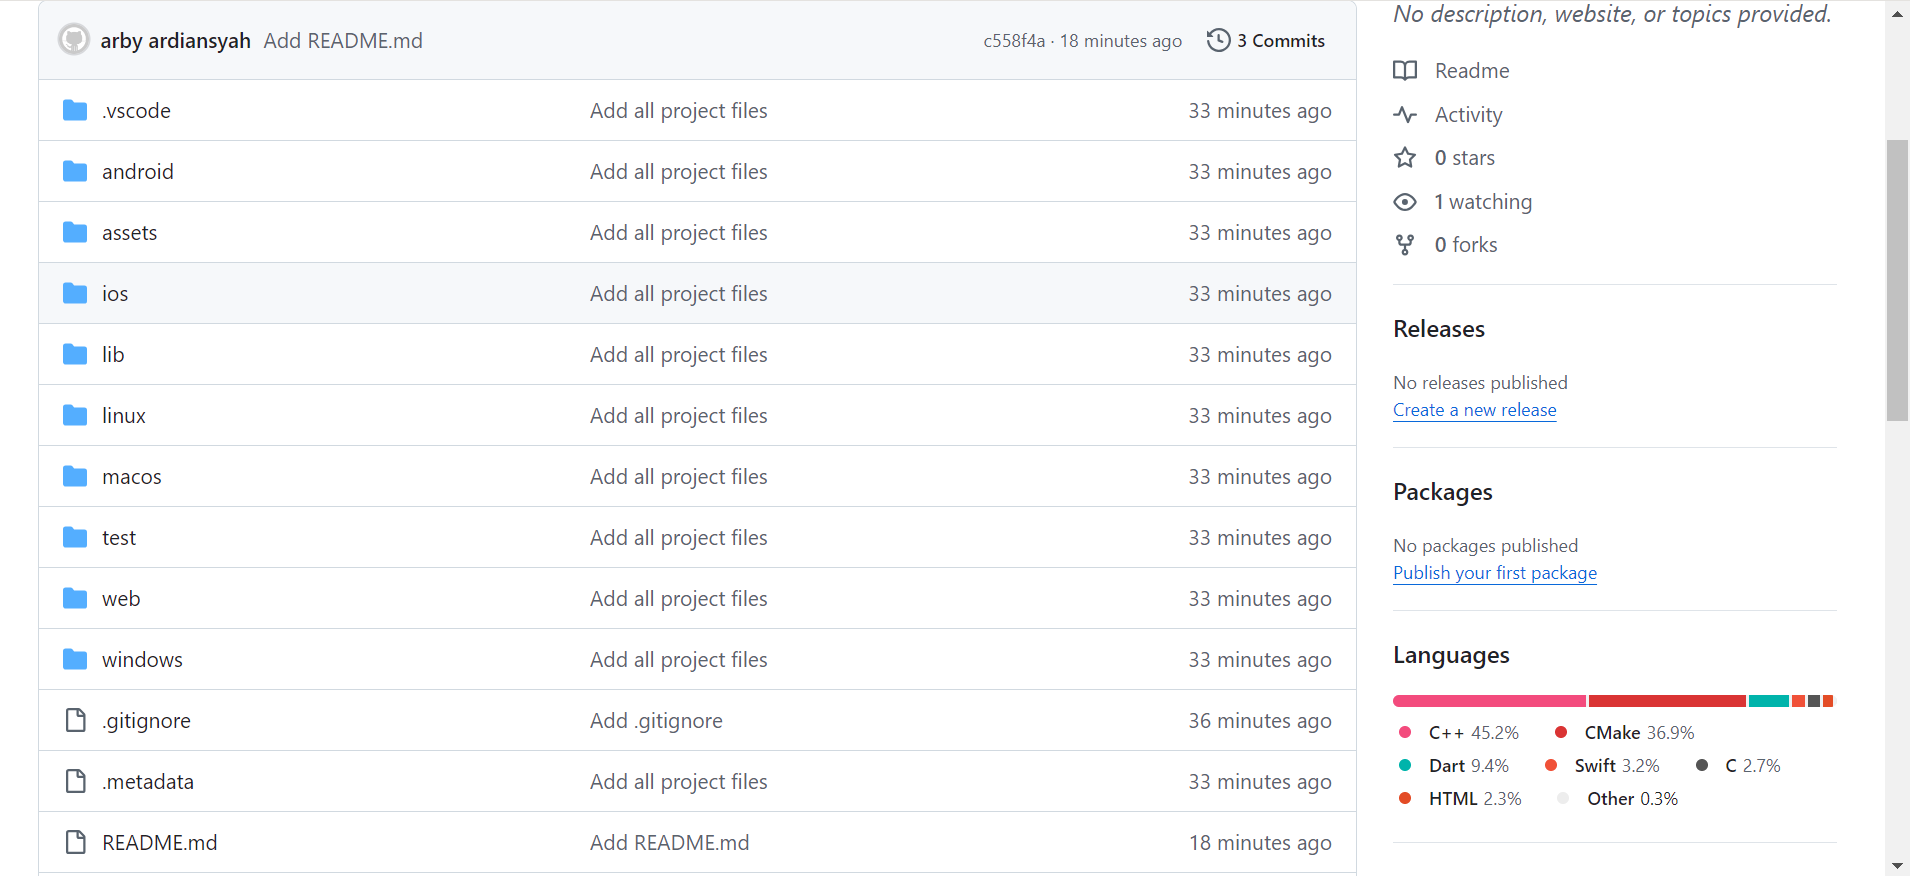 arby ardiansyah Add README.md c558f4a · 18 minutes ago 3 Commits
.vscode Add all project files 33 minutes ago
android Add all project files 33 minutes ago
assets Add all project files 33 minutes ago
ios Add all project files 33 minutes ago
lib Add all project files 33 minutes ago
linux Add all project files 33 minutes ago
macos Add all project files 33 minutes ago
test Add all project files 33 minutes ago
web Add all project files 33 minutes ago
windows Add all project files 33 minutes ago
.gitignore Add .gitignore 36 minutes ago
.metadata Add all project files 33 minutes ago
README.md Add README.md 18 minutes ago
No description, website, or topics provided.
Readme
Activity
0 stars
1 watching
0 forks
Releases
No releases published
Create a new release
Packages
No packages published
Publish your first package
Languages
C++ 45.2% CMake 36.9%
Dart 9.4% Swift 3.2% C 2.7%
HTML 2.3% Other 0.3%